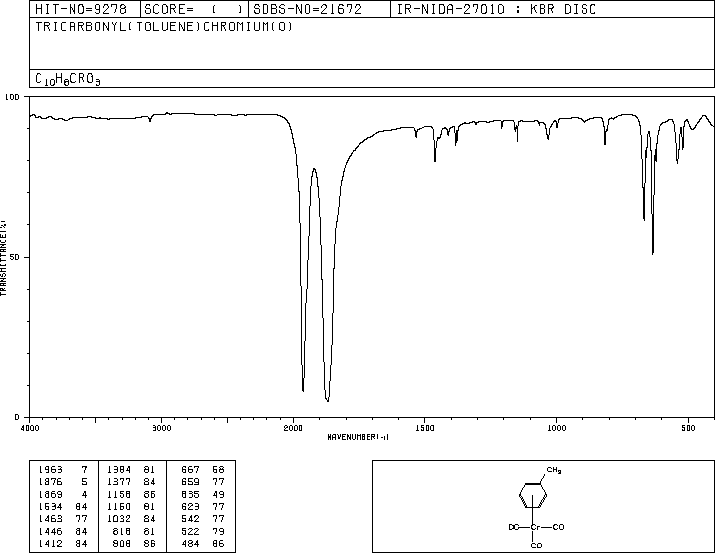 HIT-NO=9278 SCORE= ( ) SDBS-NO=21672 IR-NIDA-27010 : KBR DISC
TRICARBONYL(TOLUENE)CHROMIUM(0)
C10H8CRO3
100
50
0
TRANSMITTANCE(%)
4000 3000 2000 1500 1000 500
WAVENUMBER(-1)
1963 7 1384 81 667 58
1876 5 1377 84 659 77
1869 4 1158 86 635 49
1534 84 1150 81 623 77
1463 77 1032 84 542 77
1446 84 818 81 522 79
1412 84 808 86 484 86
CH3
OC Cr CO
CO